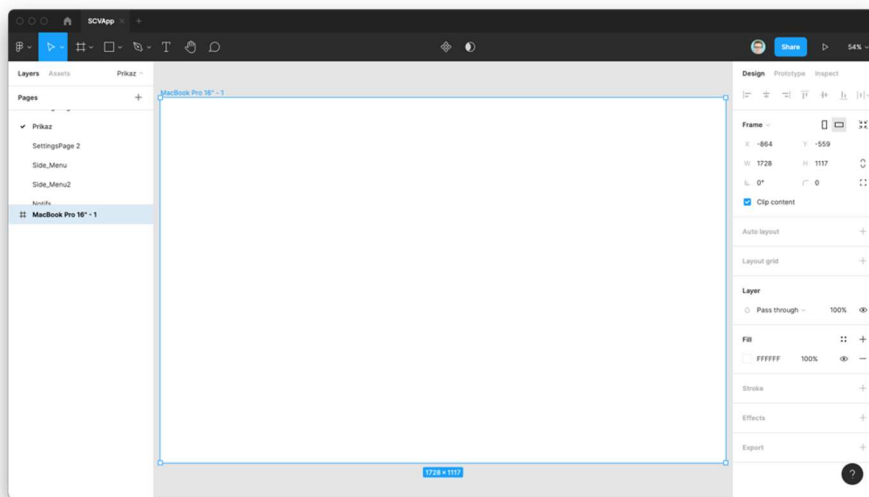 SCVApp
Share
54%
Layers Assets Prikaz
Pages
Prikaz
SettingsPage 2
Side_Menu
Side_Menu2
Notifs
MacBook Pro 16" - 1
MacBook Pro 16" - 1
1728 × 1117
Design Prototype Inspect
Frame
X -864 Y -559
W 1728 H 1117
0° 0
Clip content
Auto layout
Layout grid
Layer
Pass through 100%
Fill
FFFFFF 100%
Stroke
Effects
Export
?